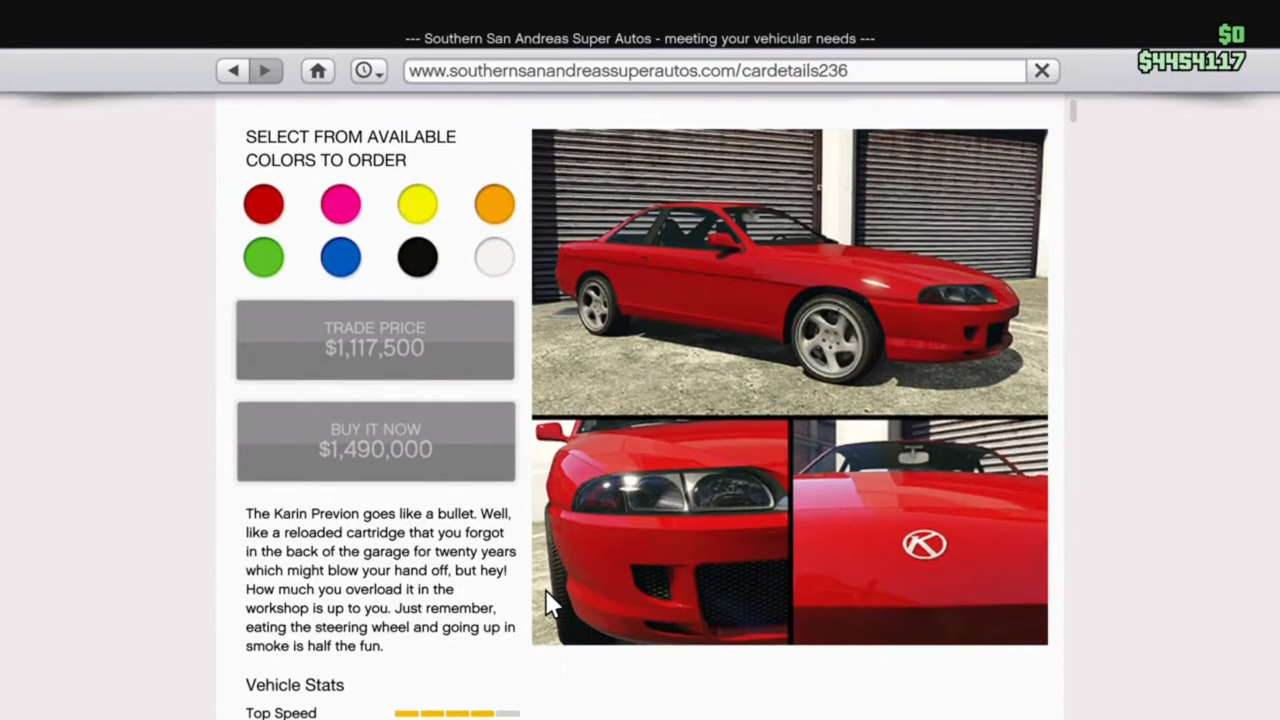 --- Southern San Andreas Super Autos - meeting your vehicular needs ---
$0
$4454117
www.southernsanandreassuperautos.com/cardetails236
SELECT FROM AVAILABLE
COLORS TO ORDER
TRADE PRICE
$1,117,500
BUY IT NOW
$1,490,000
The Karin Previon goes like a bullet. Well,
like a reloaded cartridge that you forgot
in the back of the garage for twenty years
which might blow your hand off, but hey!
How much you overload it in the
workshop is up to you. Just remember,
eating the steering wheel and going up in
smoke is half the fun.
Vehicle Stats
Top Speed